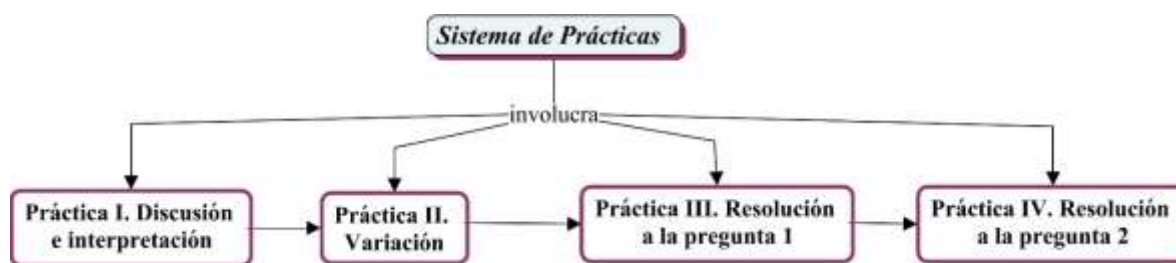 Sistema de Prácticas
involucra
Práctica I. Discusión
e interpretación
Práctica II.
Variación
Práctica III. Resolución
a la pregunta 1
Práctica IV. Resolución
a la pregunta 2